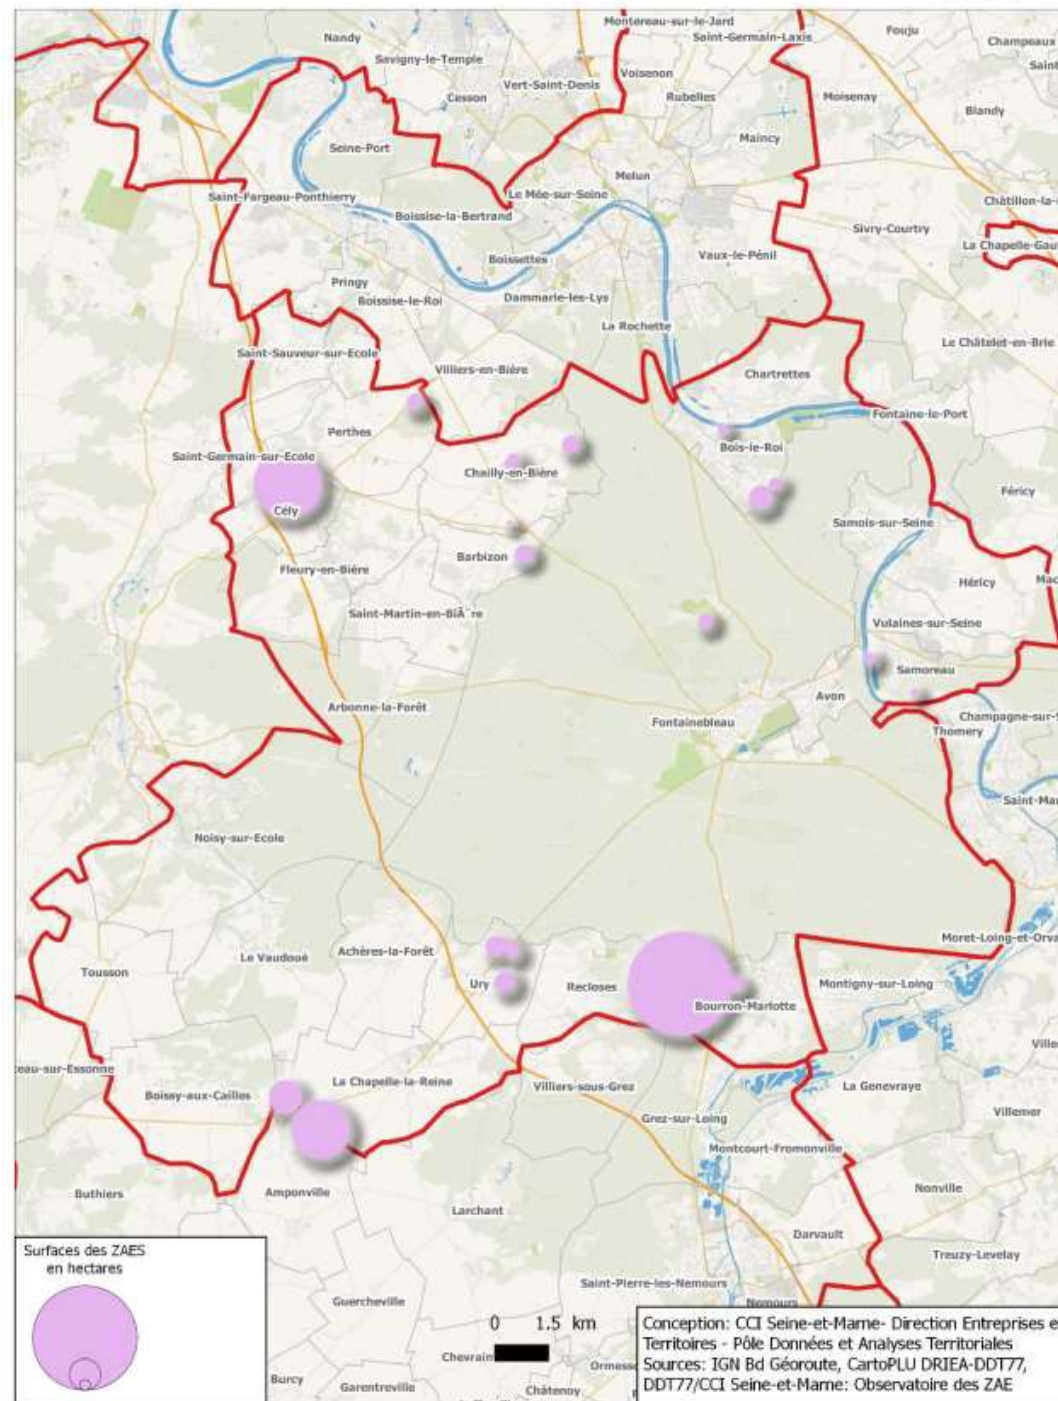 Montereau-sur-le-Jard
Nandy
Saint-Germain-Laxis
Fouju
Champeaux
Savigny-le-Temple
Saint
Voisenon
Vert-Saint-Denis
Cesson
Rubelles
Moisenay
Blandy
Maincy
Seine-Port
Melun
Le Mée-sur-Seine
Saint-Fargeau-Ponthierry
Boissise-la-Bertrand
Sivry-Courtry
La Chapelle-Gau
Boissettes
Vaux-le-Pénil
Pringy
Boissise-le-Roi
Dammarie-les-Lys
La Rochette
Le Châtelet-en-Brie
Saint-Sauveur-sur-Ecole
Villiers-en-Bière
Chartrettes
Fontaine-le-Port
Perthes
Bois-le-Roi
Saint-Germain-sur-Ecole
Chailly-en-Bière
Féricy
Cély
Samois-sur-Seine
Barbizon
Fleury-en-Bière
Héricy
Mac
Saint-Martin-en-BiÃ¨re
Vulaines-sur-Seine
Samoreau
Avon
Arbonne-la-Forêt
Fontainebleau
Champagne-sur-S
Thomery
Saint-Mam
Noisy-sur-Ecole
Moret-Loing-et-Orva
Achères-la-Forêt
Le Vaudoué
Tousson
Ury
Recloses
Montigny-sur-Loing
Bourron-Marlotte
Ville
eau-sur-Essonne
La Chapelle-la-Reine
Villiers-sous-Grez
La Genevraye
Boissy-aux-Cailles
Villemer
Grez-sur-Loing
Montcourt-Fromonville
Buthiers
Amponville
Nonville
Larchant
Darvault
Treuzy-Levelay
Surfaces des ZAES
en hectares
Saint-Pierre-les-Nemours
Nemours
Guercheville
0 1.5 km
Chevrain
Ormesse
Burcy
Garentreville
Châtenoy
Conception: CCI Seine-et-Marne- Direction Entreprises e
Territoires - Pôle Données et Analyses Territoriales
Sources: IGN Bd Géoroute, CartoPLU DRIEA-DDT77,
DDT77/CCI Seine-et-Marne: Observatoire des ZAE